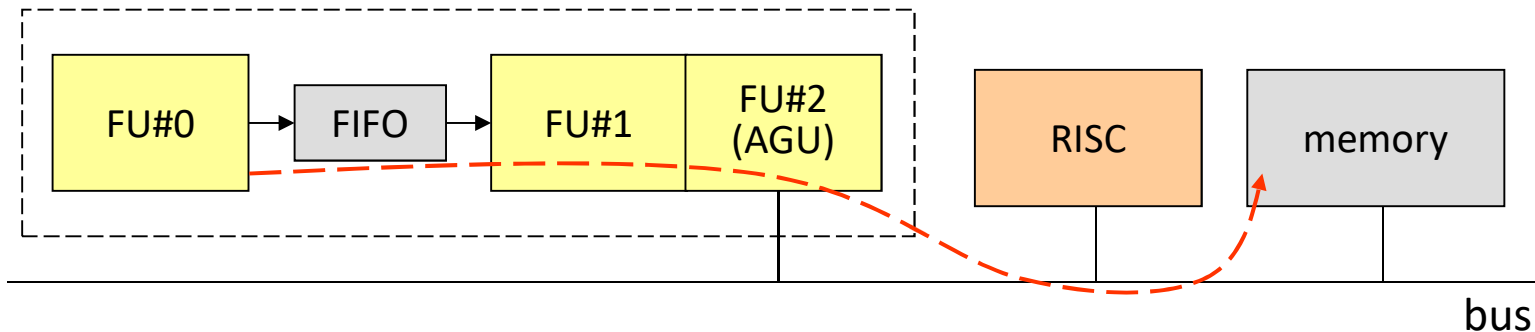 FU#0
FIFO
FU#1
FU#2
(AGU)
RISC
memory
bus